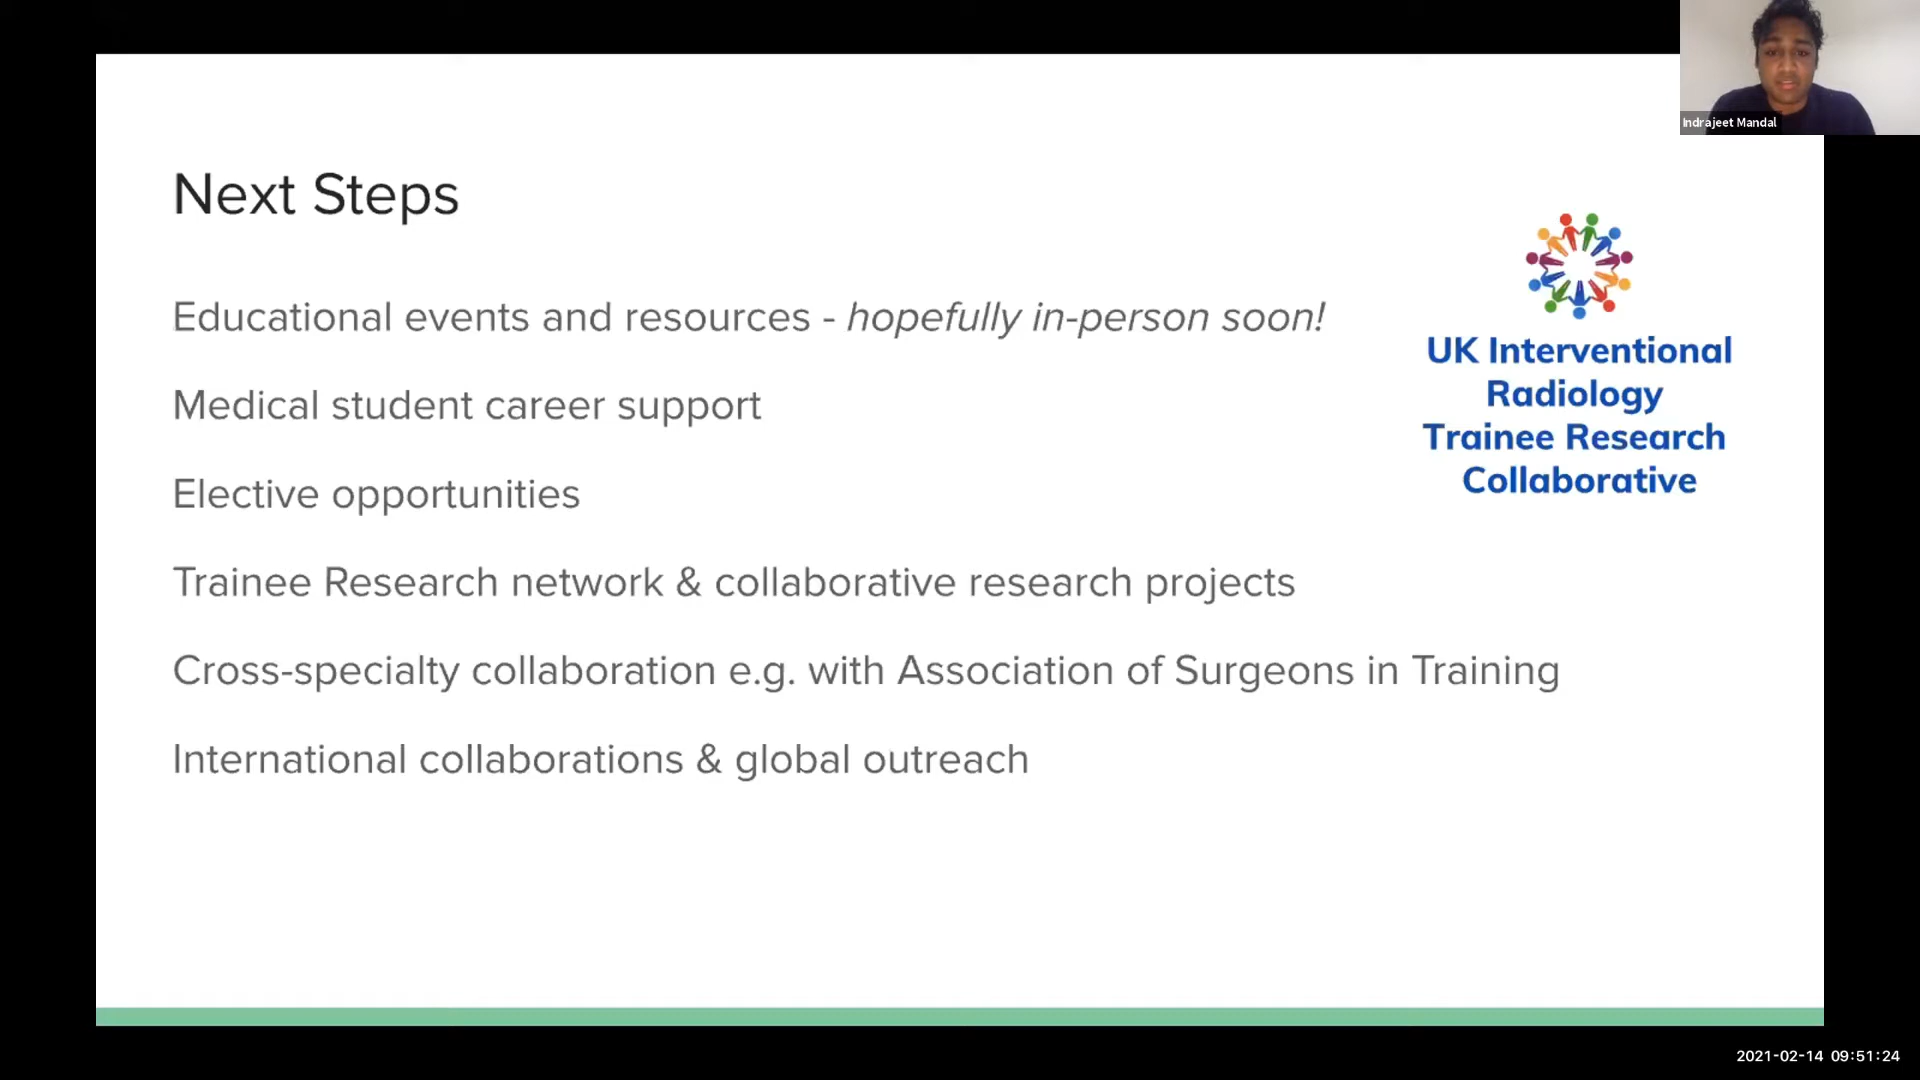 Indrajeet Mandal
Next Steps
Educational events and resources - hopefully in-person soon!
Medical student career support
Elective opportunities
Trainee Research network & collaborative research projects
Cross-specialty collaboration e.g. with Association of Surgeons in Training
International collaborations & global outreach
UK Interventional
Radiology
Trainee Research
Collaborative
2021-02-14 09:51:24